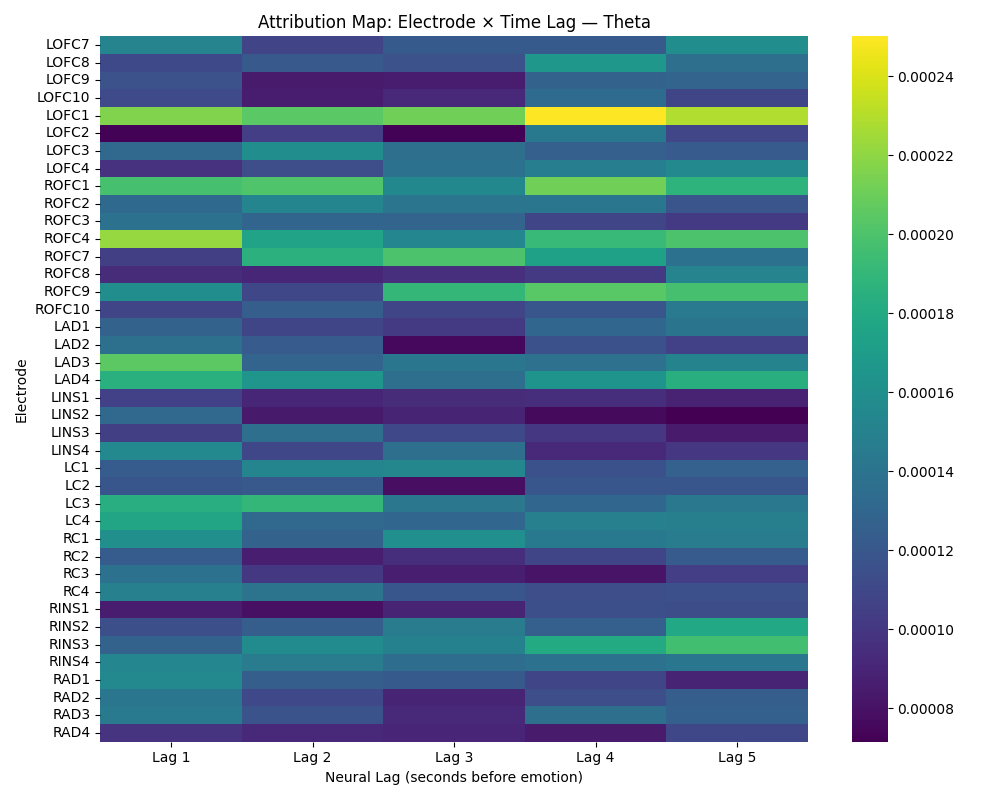 Attribution Map: Electrode × Time Lag — Theta
LOFC7
LOFC8
LOFC9
LOFC10
LOFC1
LOFC2
LOFC3
LOFC4
ROFC1
ROFC2
ROFC3
ROFC4
ROFC7
ROFC8
ROFC9
ROFC10
LAD1
LAD2
LAD3
LAD4
LINS1
LINS2
LINS3
LINS4
LC1
LC2
LC3
LC4
RC1
RC2
RC3
RC4
RINS1
RINS2
RINS3
RINS4
RAD1
RAD2
RAD3
RAD4
Electrode
Lag 1 Lag 2 Lag 3 Lag 4 Lag 5
Neural Lag (seconds before emotion)
0.00024
0.00022
0.00020
0.00018
0.00016
0.00014
0.00012
0.00010
0.00008